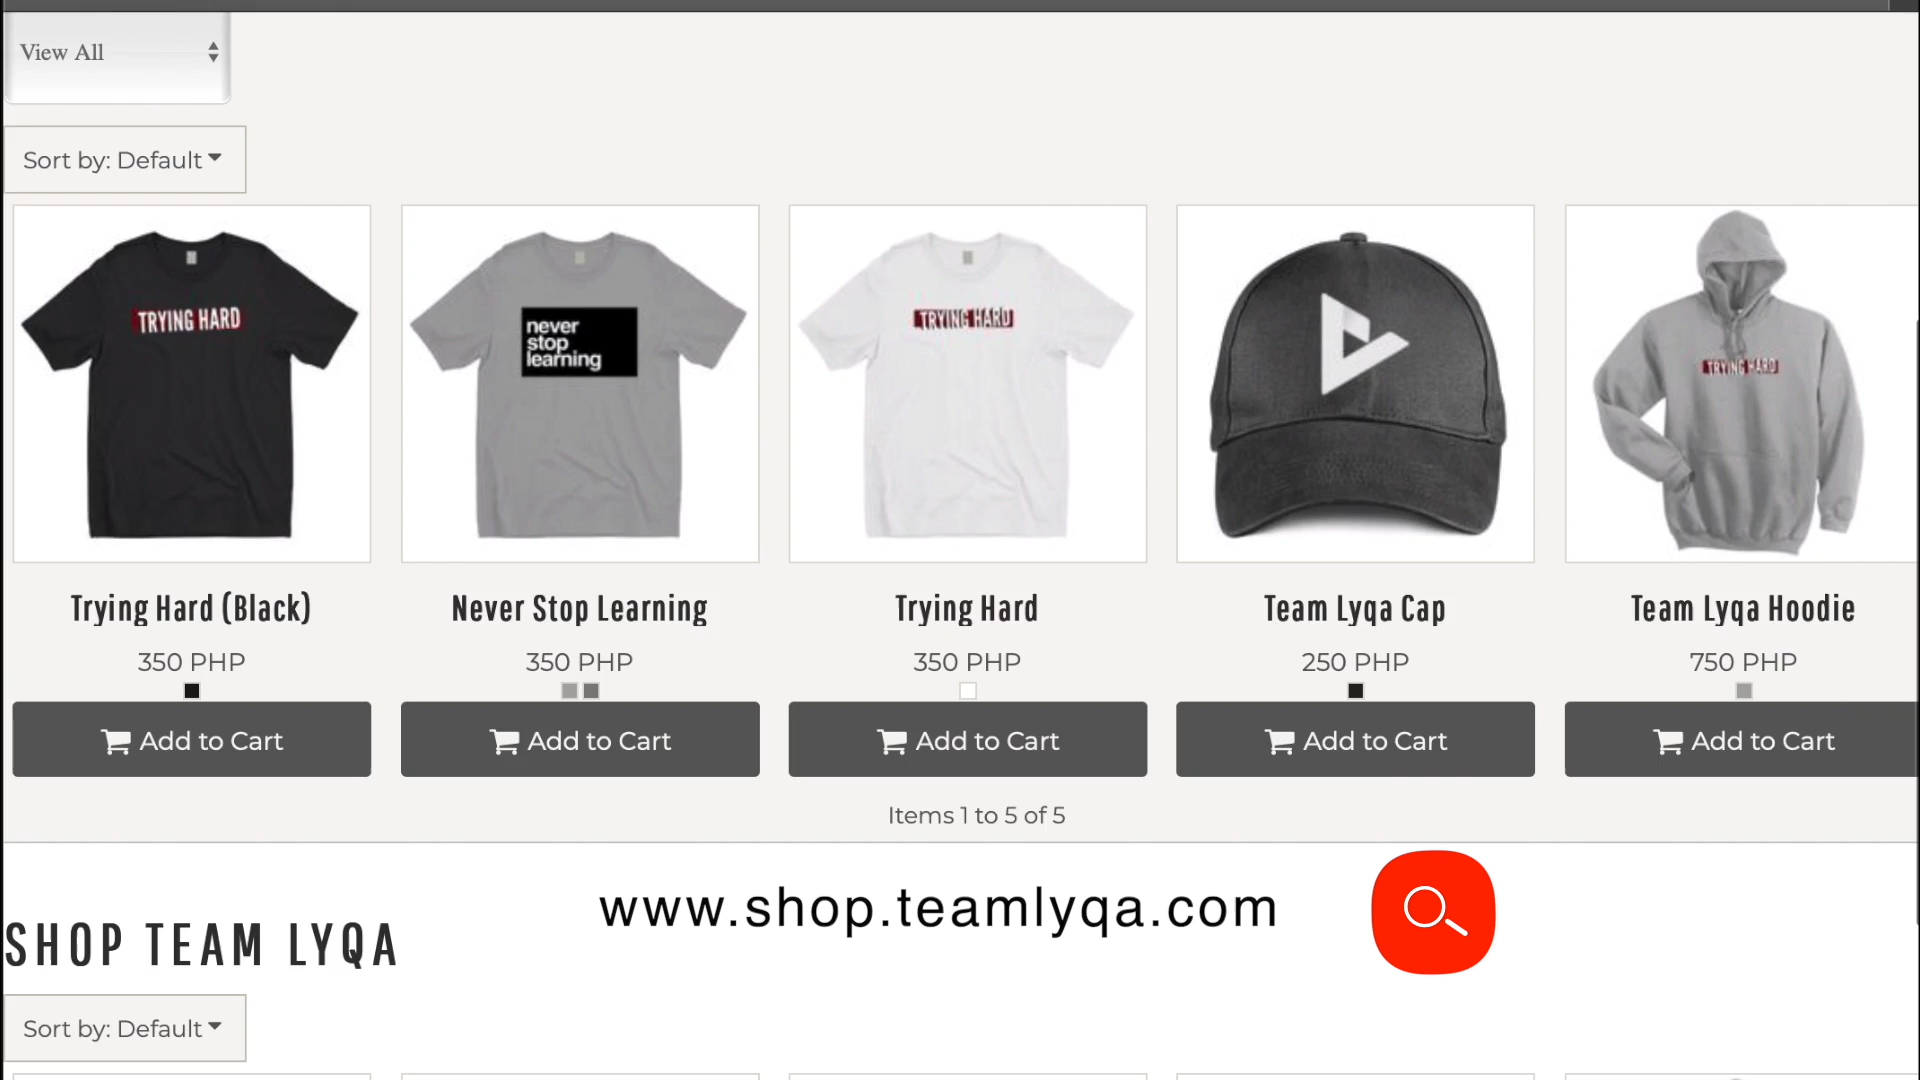 View All
Sort by: Default
TRYING HARD
never
stop
learning
TRYING HARD
TRYING HARD
Trying Hard (Black)
Never Stop Learning
Trying Hard
Team Lyqa Cap
Team Lyqa Hoodie
350 PHP
350 PHP
350 PHP
250 PHP
750 PHP
Add to Cart
Add to Cart
Add to Cart
Add to Cart
Add to Cart
Items 1 to 5 of 5
www.shop.teamlyqa.com
SHOP TEAM LYQA
Sort by: Default